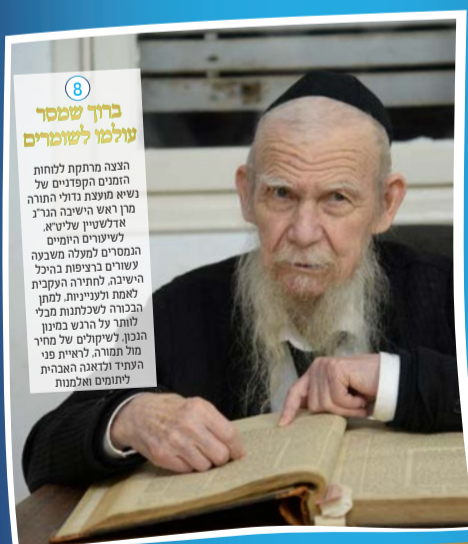 8
ברוך שמסר
עולמו לשומרים
הצצה מרתקת ללוחות
הזמנים הקפדניים של
נשיא מועצת גדולי התורה
מרן ראש הישיבה הגר"ג
אדלשטיין שליט"א,
לשיעורים היומיים
הנמסרים למעלה משבעה
עשורים ברציפות בהיכל
הישיבה, לחתירה העקבית
לאמת ולענייניות, למתן
הבכורה לשכלתנות מבלי
לוותר על הרגש במינון
הנכון, לשיקולים של מחיר
מול תמורה, לראיית פני
העתיד ולדאגה האבהית
ליתומים ואלמנות